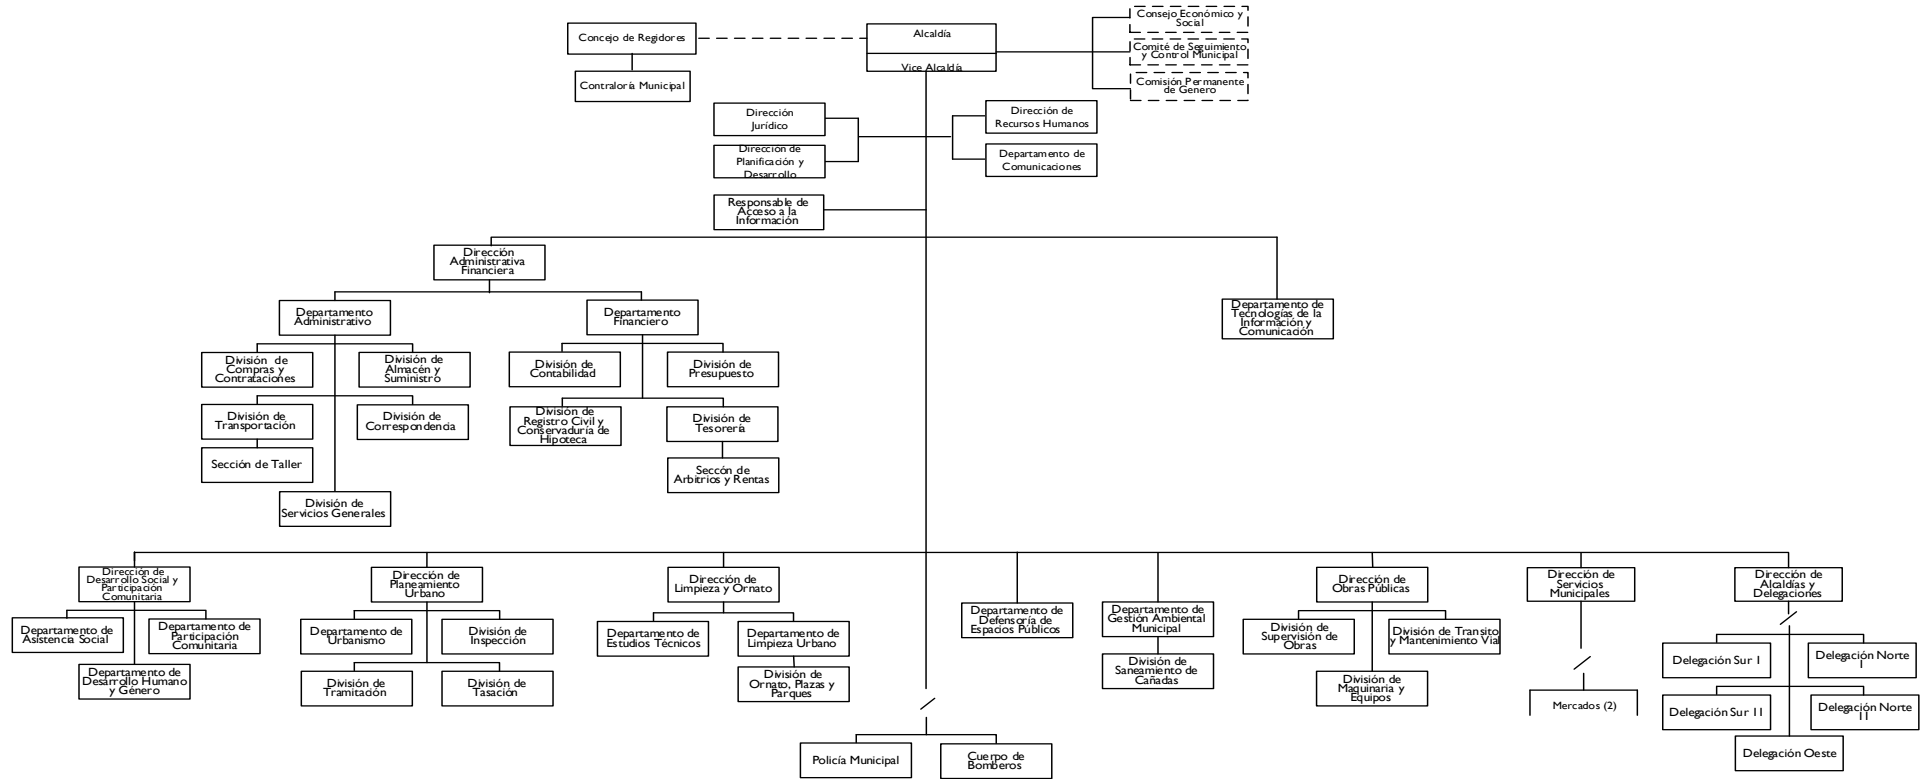 Consejo Económico y
Social
Concejo de Regidores
Alcaldía
Vice Alcaldía
Comité de Seguimiento
y Control Municipal
Contraloría Municipal
Comisión Permanente
de Genero
Dirección
Jurídico
Dirección de
Recursos Humanos
Dirección de
Planificación y
Desarrollo
Departamento de
Comunicaciones
Responsable de
Acceso a la
Información
Dirección
Administrativa
Financiera
Departamento
Administrativo
Departamento
Financiero
Departamento de
Tecnologías de la
Información y
Comunicación
División de
Compras y
Contrataciones
División de
Almacén y
Suministro
División de
Contabilidad
División de
Presupuesto
División de
Transportación
División de
Correspondencia
División de
Registro Civil y
Conservaduría de
Hipoteca
División de
Tesorería
Sección de Taller
Seccón de
Arbitrios y Rentas
División de
Servicios Generales
Dirección de
Desarrollo Social y
Participación
Comunitaria
Dirección de
Planeamiento
Urbano
Dirección de
Limpieza y Ornato
Departamento de
Defensoría de
Espacios Públicos
Departamento de
Gestión Ambiental
Municipal
Dirección de
Obras Públicas
Dirección de
Servicios
Municipales
Dirección de
Alcaldías y
Delegaciones
Departamento de
Asistencia Social
Departamento de
Participación
Comunitaria
Departamento de
Urbanismo
División de
Inspección
Departamento de
Estudios Técnicos
Departamento de
Limpieza Urbano
División de
Supervisión de
Obras
División de Transito
y Mantenimiento Vial
Delegación Sur I
Delegación Norte
I
Departamento de
Desarrollo Humano
y Género
División de
Tramitación
División de
Tasación
División de
Ornato, Plazas y
Parques
División de
Saneamiento de
Cañadas
División de
Maquinaria y
Equipos
Mercados (2)
Delegación Sur II
Delegación Norte
II
Policía Municipal
Cuerpo de
Bomberos
Delegación Oeste